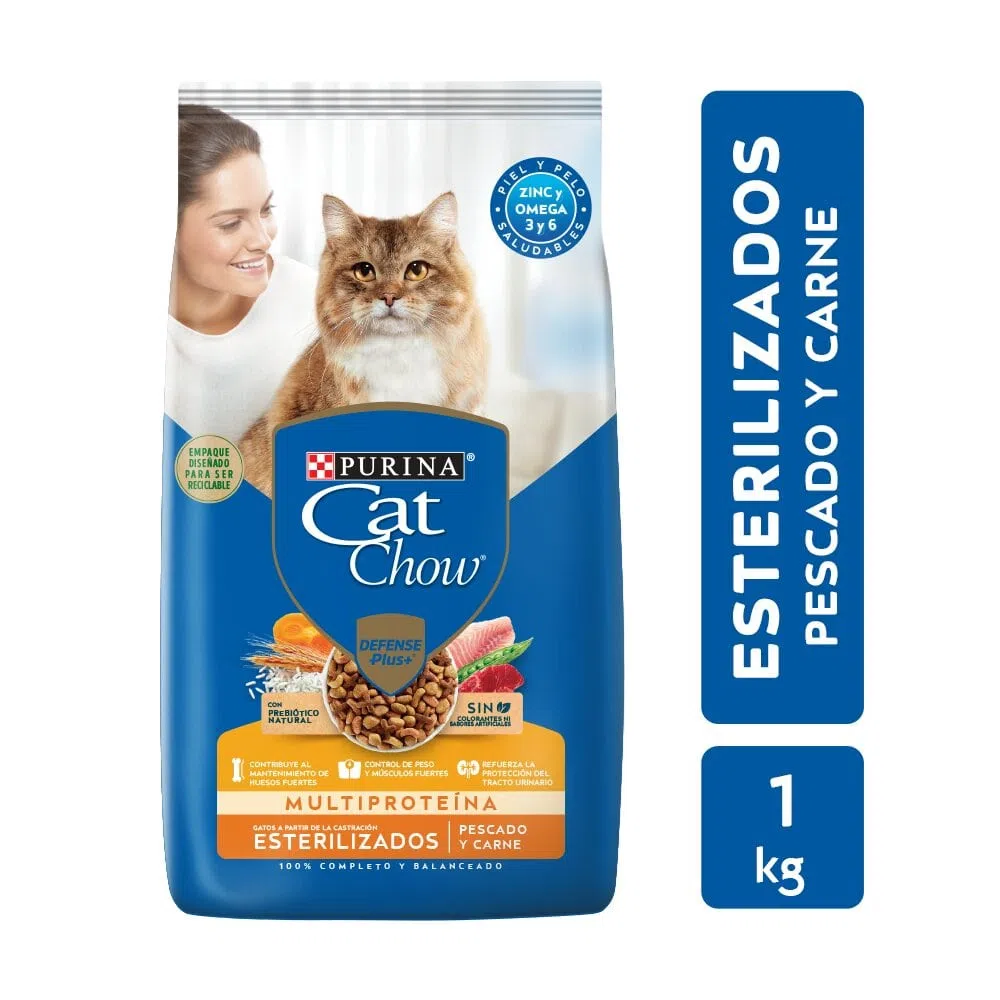 PIEL Y PELO
ZINC y
OMEGA
3 y 6
SALUDABLES
EMPAQUE
DISEÑADO
PARA SER
RECICLABLE
PURINA®
Cat
Chow®
DEFENSE
Plus+
CON
PREBIÓTICO
NATURAL
SIN
COLORANTES NI
SABORES ARTIFICIALES
CONTRIBUYE AL
MANTENIMIENTO DE
HUESOS FUERTES
CONTROL DE PESO
Y MÚSCULOS FUERTES
REFUERZA LA
PROTECCIÓN DEL
TRACTO URINARIO
MULTIPROTEÍNA
GATOS A PARTIR DE LA CASTRACIÓN
ESTERILIZADOS
PESCADO
Y CARNE
100% COMPLETO Y BALANCEADO
ESTERILIZADOS
PESCADO Y CARNE
1
kg